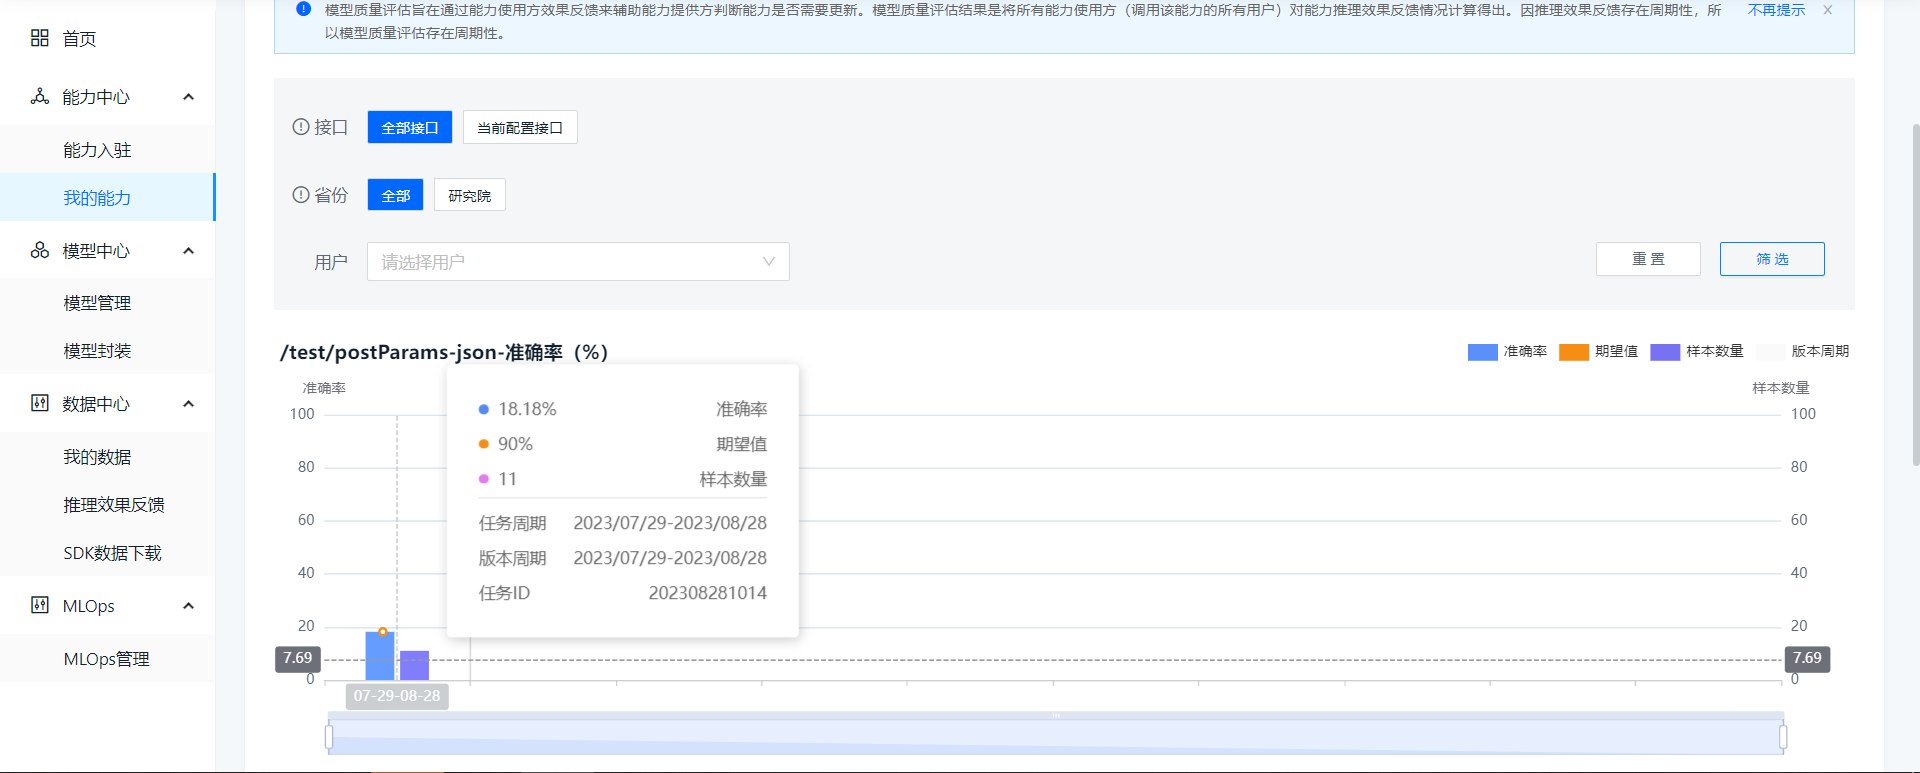 模型质量评估旨在通过能力使用方效果反馈来辅助能力提供方判断能力是否需要更新。模型质量评估结果是将所有能力使用方（调用该能力的所有用户）对能力推理效果反馈情况计算得出。因推理效果反馈存在周期性，所
以模型质量评估存在周期性。
不再提示
首页
能力中心
能力入驻
我的能力
模型中心
模型管理
模型封装
数据中心
我的数据
推理效果反馈
SDK数据下载
MLOps
MLOps管理
接口 全部接口 当前配置接口
省份 全部 研究院
用户 请选择用户
重置 筛选
/test/postParams-json-准确率（%）
准确率 期望值 样本数量 版本周期
准确率
样本数量
100
80
60
40
20
0
7.69
100
80
60
40
20
0
7.69
18.18% 准确率
90% 期望值
11 样本数量
任务周期 2023/07/29-2023/08/28
版本周期 2023/07/29-2023/08/28
任务ID 202308281014
07-29-08-28